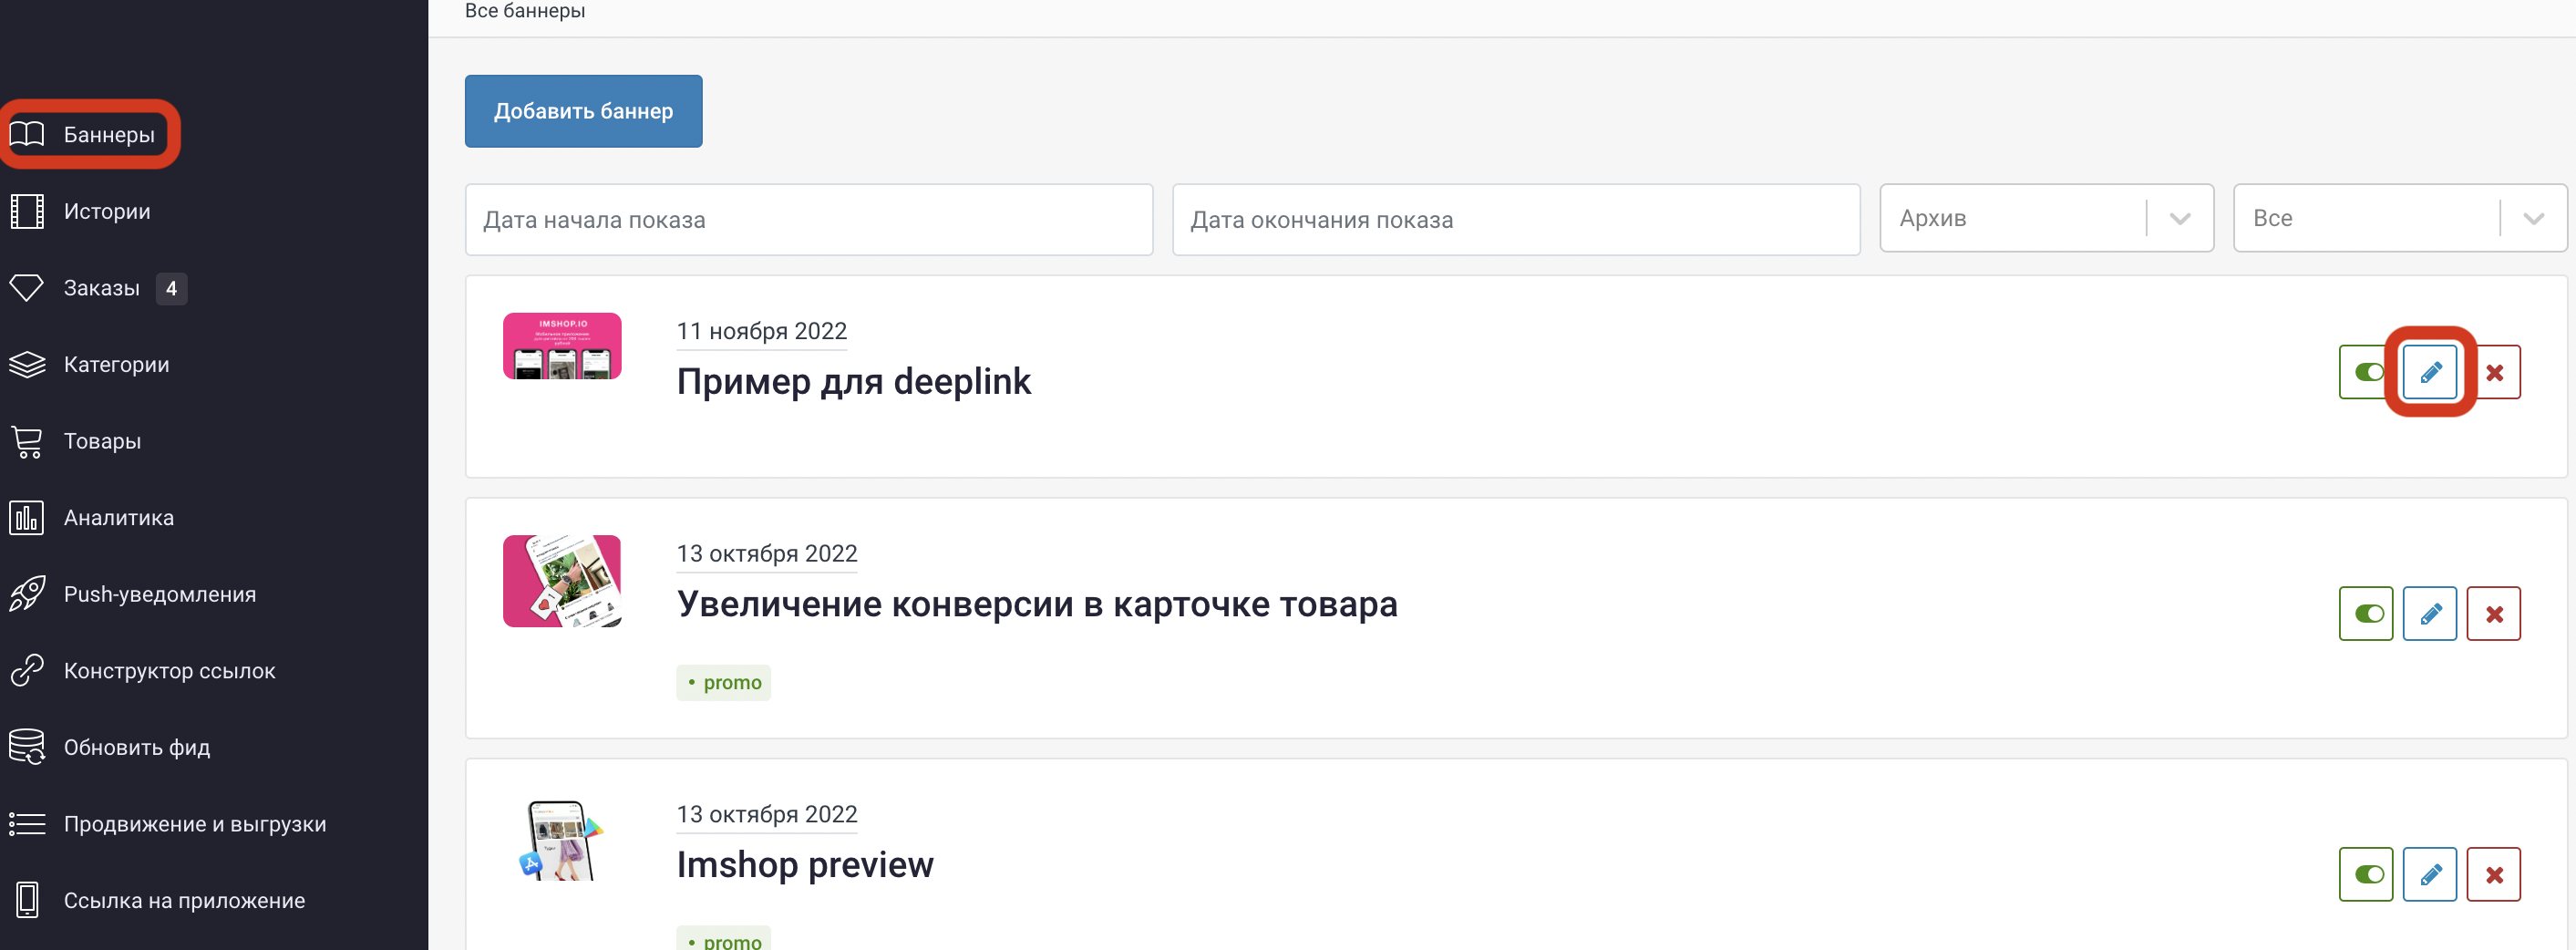 Все баннеры
Баннеры
Истории
Заказы 4
Категории
Товары
Аналитика
Push-уведомления
Конструктор ссылок
Обновить фид
Продвижение и выгрузки
Ссылка на приложение
Добавить баннер
Дата начала показа
Дата окончания показа
Архив
Все
IMSHOP.IO
11 ноября 2022
Пример для deeplink
13 октября 2022
Увеличение конверсии в карточке товара
• promo
13 октября 2022
Imshop preview
• promo